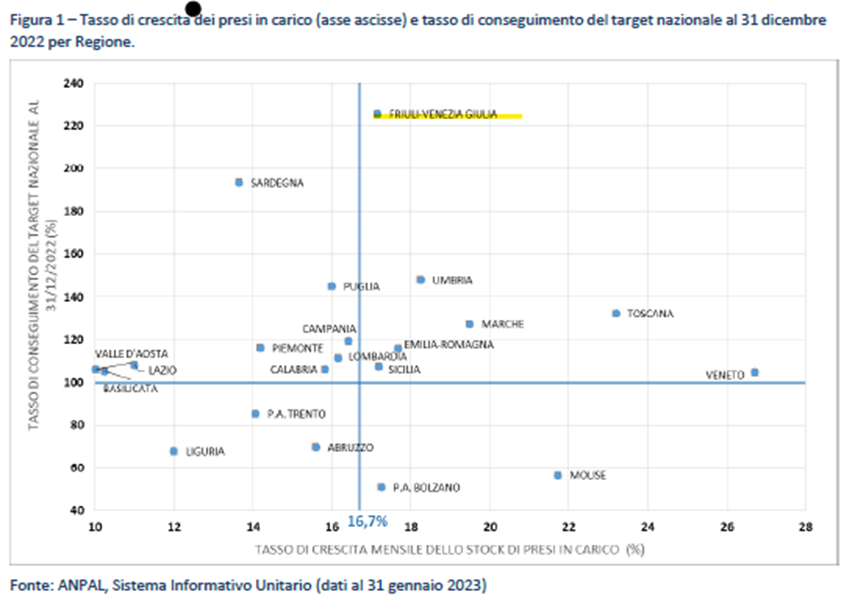 Figura 1 – Tasso di crescita dei presi in carico (asse ascisse) e tasso di conseguimento del target nazionale al 31 dicembre
2022 per Regione.
TASSO DI CONSEGUIMENTO DEL TARGET NAZIONALE AL
31/12/2022 (%)
240
220
200
180
160
140
120
100
80
60
40
FRIULI-VENEZIA GIULIA
SARDEGNA
PUGLIA
UMBRIA
TOSCANA
MARCHE
CAMPANIA
PIEMONTE
EMILIA-ROMAGNA
LOMBARDIA
VALLE D'AOSTA
LAZIO
CALABRIA
SICILIA
VENETO
BASILICATA
P.A. TRENTO
LIGURIA
ABRUZZO
P.A. BOLZANO
MOLISE
10 12 14 16 16,7% 18 20 22 24 26 28
TASSO DI CRESCITA MENSILE DELLO STOCK DI PRESI IN CARICO (%)
Fonte: ANPAL, Sistema Informativo Unitario (dati al 31 gennaio 2023)